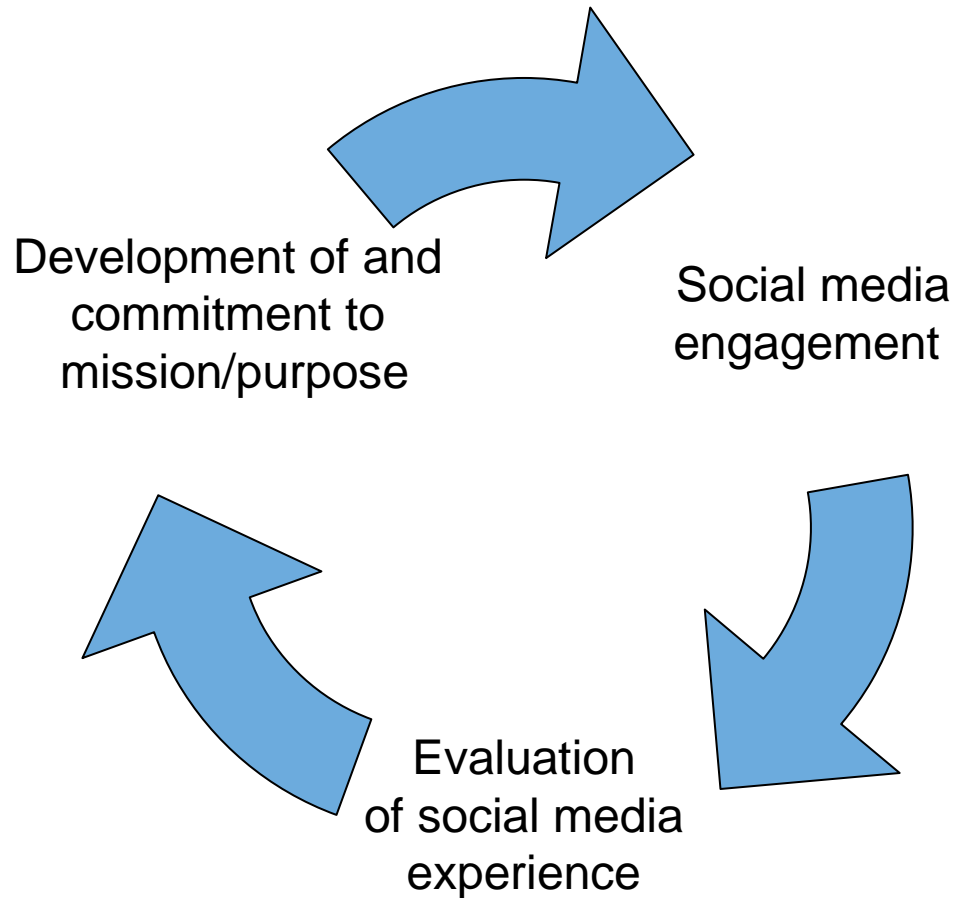 Development of and
commitment to
mission/purpose
Social media
engagement
Evaluation
of social media
experience